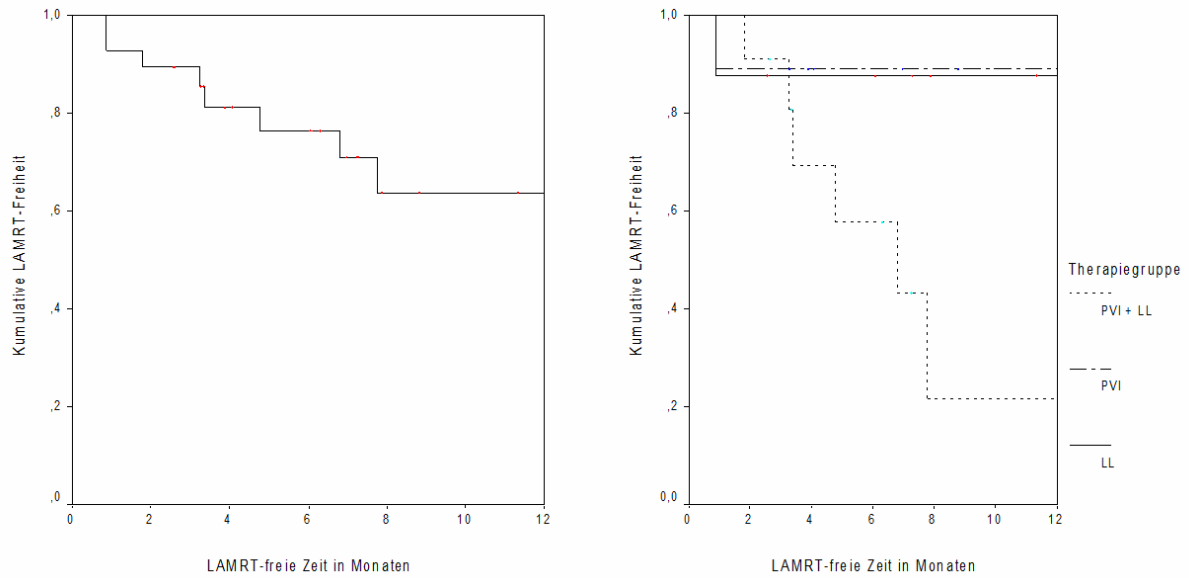 1,0
,8
,6
,4
,2
,0
Kumulative LAMRT-Freiheit
0 2 4 6 8 10 12
LAMRT-freie Zeit in Monaten
1,0
,8
,6
,4
,2
0,0
Kumulative LAMRT-Freiheit
0 2 4 6 8 10 12
LAMRT-freie Zeit in Monaten
Therapiegruppe
PVI + LL
PVI
LL